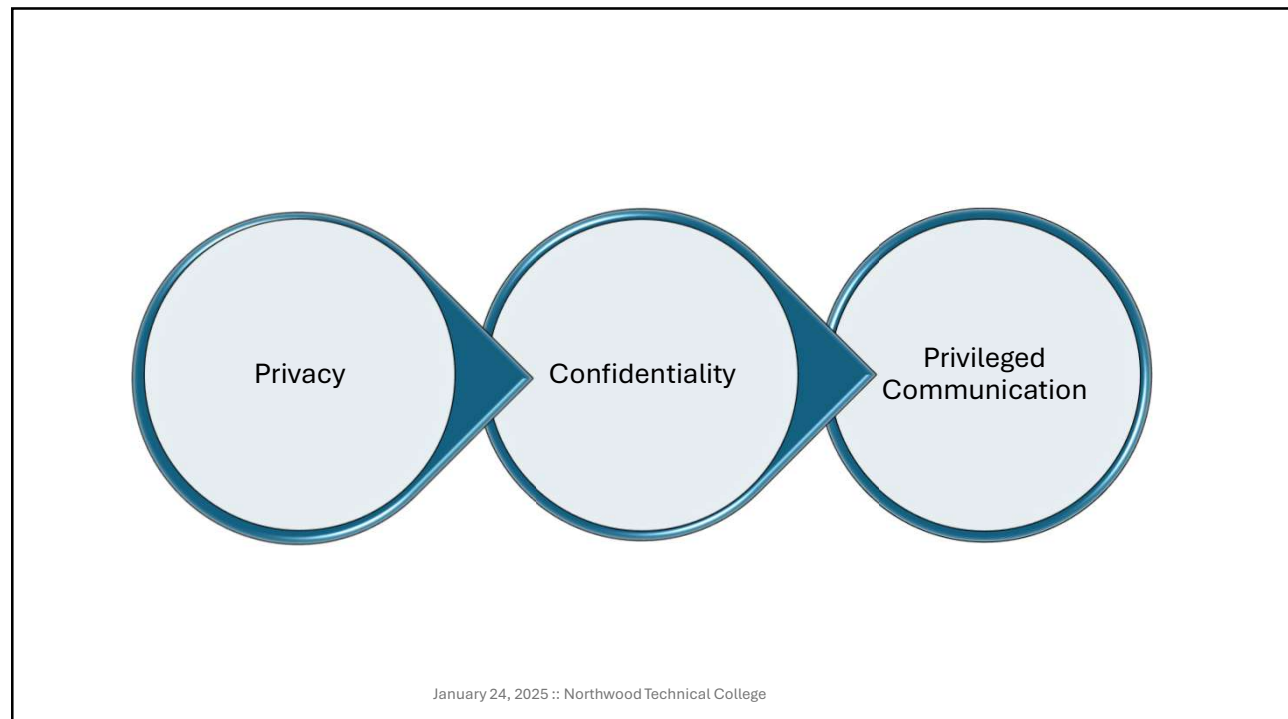 Privacy
Confidentiality
Privileged
Communication
January 24, 2025 :: Northwood Technical College